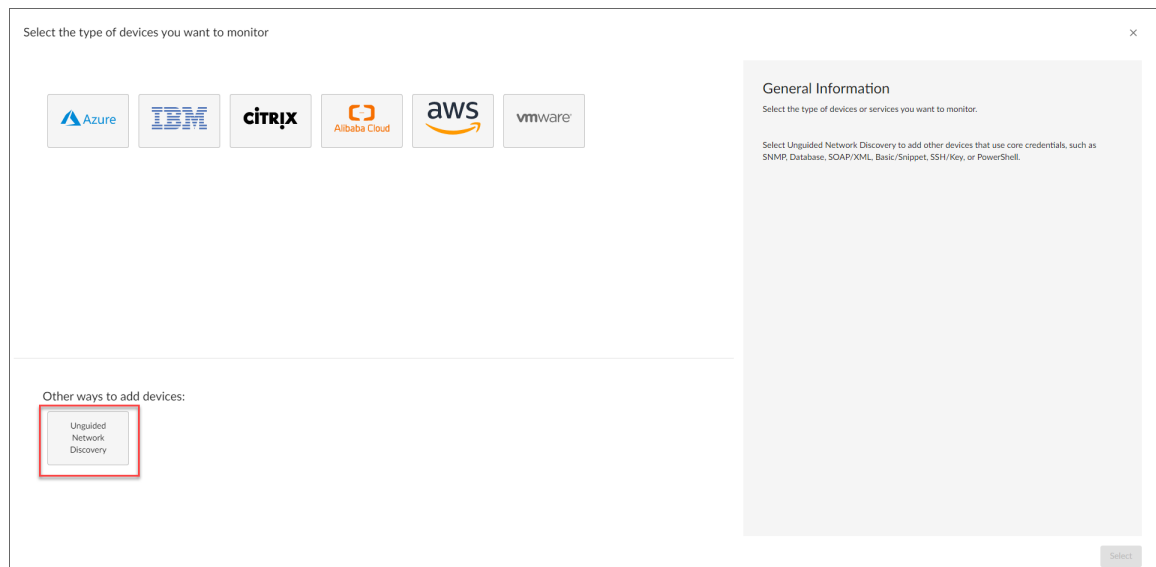 Select the type of devices you want to monitor
×
Azure
IBM
CİTRIX
Alibaba Cloud
aws
vmware
General Information
Select the type of devices or services you want to monitor.
Select Unguided Network Discovery to add other devices that use core credentials, such as
SNMP, Database, SOAP/XML, Basic/Snippet, SSH/Key, or PowerShell.
Other ways to add devices:
Unguided
Network
Discovery
Select